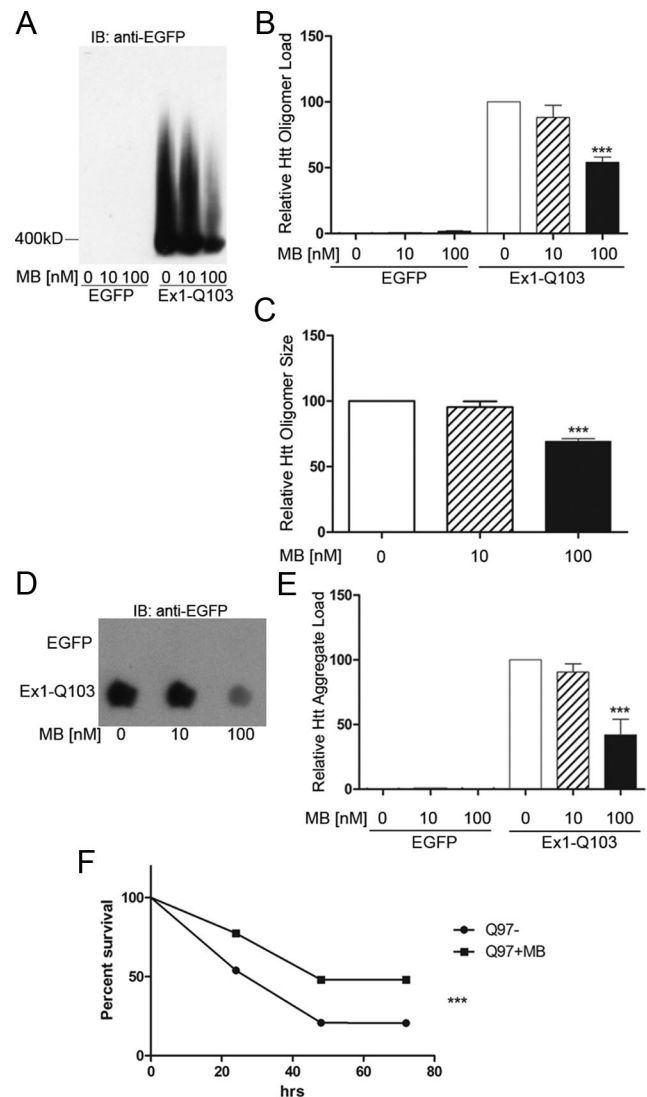 A
IB: anti-EGFP
400kD
MB [nM] 0 10 100 0 10 100
EGFP Ex1-Q103
B
Relative Htt Oligomer Load
150
100
50
0
MB [nM] 0 10 100 0 10 100
***
EGFP Ex1-Q103
C
Relative Htt Oligomer Size
150
100
50
0
***
MB [nM] 0 10 100
D
IB: anti-EGFP
EGFP
Ex1-Q103
MB [nM] 0 10 100
E
Relative Htt Aggregate Load
150
100
50
0
***
MB [nM] 0 10 100 0 10 100
EGFP Ex1-Q103
F
Percent survival
100
50
0
0 20 40 60 80
hrs
Q97-
Q97+MB
***